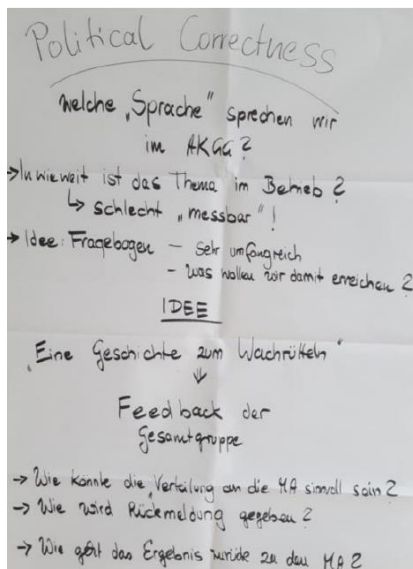 Political Correctness
Welche „Sprache" sprechen wir
im AKGG?
→ Inwieweit ist das Thema im Betrieb?
↳ schlecht „messbar"!
→ Idee: Fragebogen – sehr umfangreich
- was wollen wir damit erreichen?
IDEE
„Eine Geschichte zum Wachrütteln"
⇓
Feedback der
Gesamtgruppe
→ Wie könnte die Verteilung an die MA sinnvoll sein?
→ Wie wird Rückmeldung gegeben?
→ Wie geht das Ergebnis zurück zu den MA?